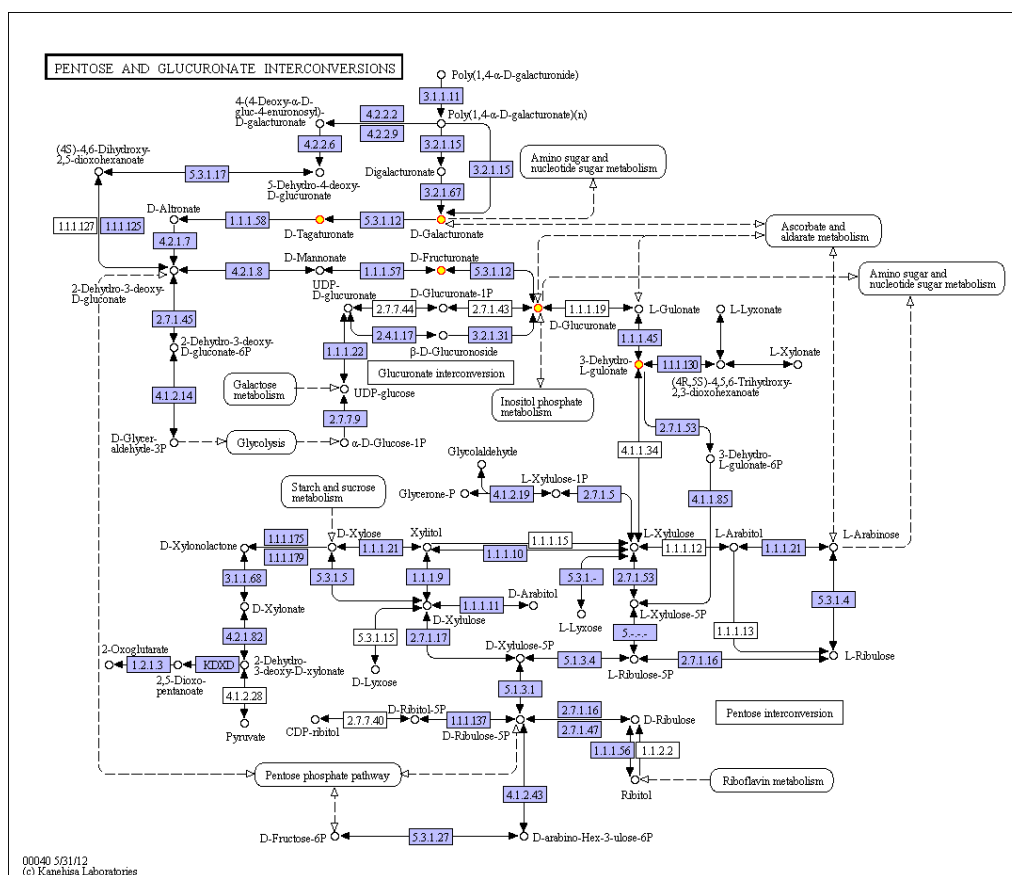 PENTOSE AND GLUCURONATE INTERCONVERSIONS
Poly(1,4-α-D-galacturonide)
3.1.1.11
4-(4-Deoxy-α-D-
gluc-4-enuronosyl)-
D-galacturonate
4.2.2.2
4.2.2.9
Poly(1,4-α-D-galacturonate)(n)
4.2.2.6
3.2.1.15
3.2.1.15
(4S)-4,6-Dihydroxy-
2,5-dioxohexanoate
5.3.1.17
5-Dehydro-4-deoxy-
D-glucuronate
Digalacturonate
3.2.1.67
Amino sugar and
nucleotide sugar metabolism
1.1.1.127
1.1.1.125
D-Altronate
1.1.1.58
D-Tagaturonate
5.3.1.12
D-Galacturonate
Ascorbate and
aldarate metabolism
4.2.1.7
4.2.1.8
D-Mannonate
1.1.1.57
D-Fructuronate
5.3.1.12
Amino sugar and
nucleotide sugar metabolism
2-Dehydro-3-deoxy-
D-gluconate
UDP-
D-glucuronate
2.7.7.44
D-Glucuronate-1P
2.7.1.43
1.1.1.19
D-Glucuronate
L-Gulonate
L-Lyxonate
2.7.1.45
2.4.1.17
3.2.1.31
β-D-Glucuronoside
1.1.1.45
2-Dehydro-3-deoxy-
D-gluconate-6P
1.1.1.22
Glucuronate interconversion
3-Dehydro-
L-gulonate
1.1.1.130
L-Xylonate
(4R,5S)-4,5,6-Trihydroxy-
2,3-dioxohexanoate
4.1.2.14
Galactose
metabolism
UDP-glucose
Inositol phosphate
metabolism
2.7.7.9
2.7.1.53
D-Glycer-
aldehyde-3P
Glycolysis
α-D-Glucose-1P
4.1.1.34
3-Dehydro-
L-gulonate-6P
Glycolaldehyde
Glycerone-P
4.1.2.19
L-Xylulose-1P
2.7.1.5
4.1.1.85
Starch and sucrose
metabolism
D-Xylonolactone
1.1.1.175
1.1.1.179
D-Xylose
1.1.1.21
Xylitol
1.1.1.15
1.1.1.10
L-Xylulose
1.1.1.12
L-Arabitol
1.1.1.21
L-Arabinose
3.1.1.68
5.3.1.5
1.1.1.9
5.3.1.-
2.7.1.53
D-Xylonate
D-Xylulose
1.1.1.11
D-Arabitol
L-Lyxose
L-Xylulose-5P
5.3.1.4
4.2.1.82
5.3.1.15
2.7.1.17
5.-.-.-
1.1.1.13
2-Oxoglutarate
1.2.1.3
KDXD
2-Dehydro-
3-deoxy-D-xylonate
2,5-Dioxo-
pentanoate
D-Lyxose
D-Xylulose-5P
5.1.3.4
L-Ribulose-5P
2.7.1.16
L-Ribulose
4.1.2.28
5.1.3.1
Pyruvate
CDP-ribitol
2.7.7.40
D-Ribitol-5P
1.1.1.137
D-Ribulose-5P
2.7.1.16
2.7.1.47
D-Ribulose
Pentose interconversion
1.1.1.56
1.1.2.2
Pentose phosphate pathway
Ribitol
Riboflavin metabolism
4.1.2.43
D-Fructose-6P
5.3.1.27
D-arabino-Hex-3-ulose-6P
00040 5/31/12
(c) Kanehisa Laboratories